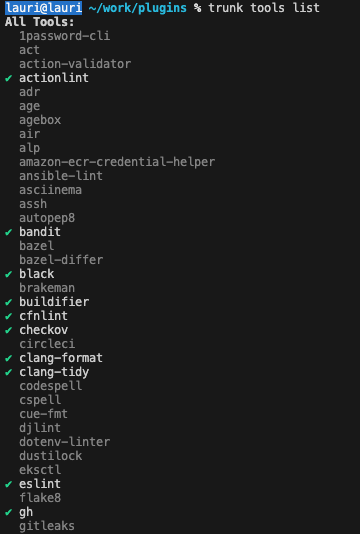 lauri@lauri ~/work/plugins % trunk tools list
All Tools:
1password-cli
act
action-validator
✔ actionlint
adr
age
agebox
air
alp
amazon-ecr-credential-helper
ansible-lint
asciinema
assh
autopep8
✔ bandit
bazel
bazel-differ
✔ black
brakeman
✔ buildifier
✔ cfnlint
✔ checkov
circleci
✔ clang-format
✔ clang-tidy
codespell
cspell
cue-fmt
djlint
dotenv-linter
dustilock
eksctl
✔ eslint
flake8
✔ gh
gitleaks